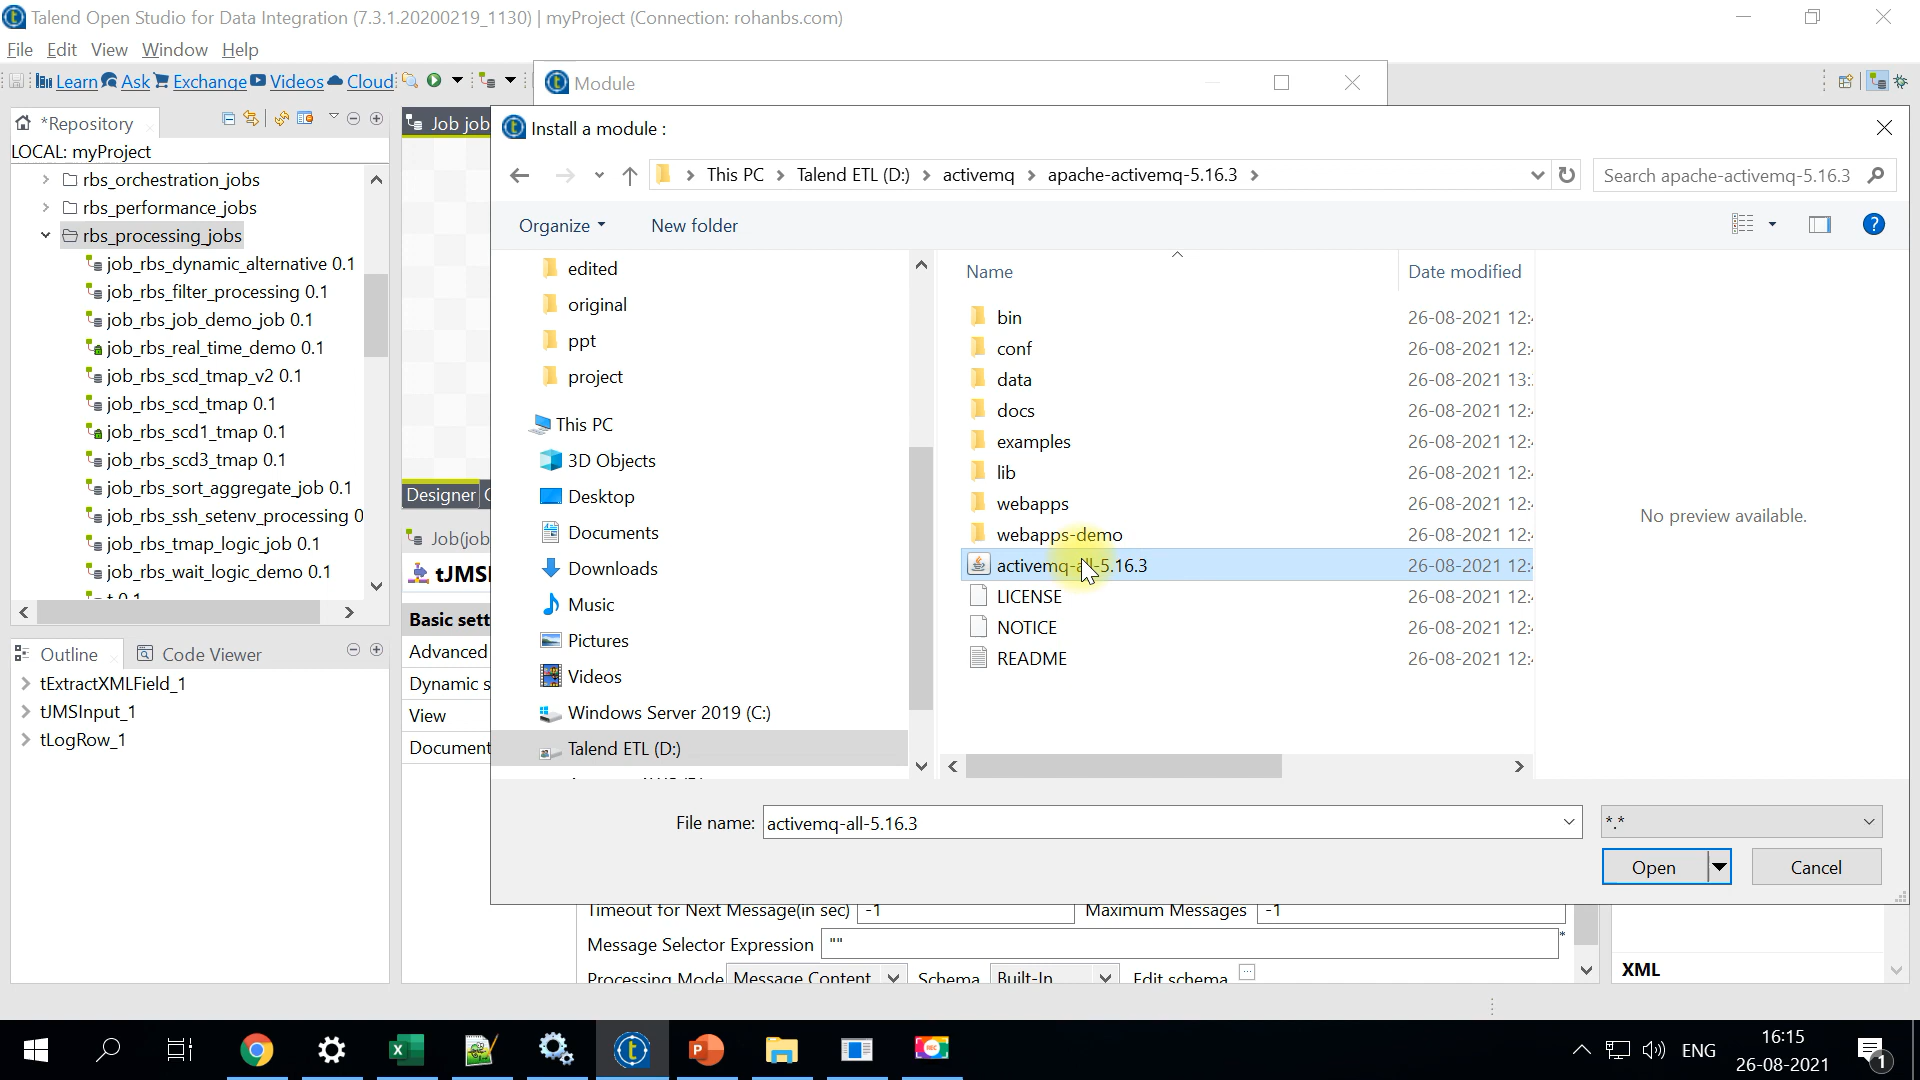 Talend Open Studio for Data Integration (7.3.1.20200219_1130) | myProject (Connection: rohanbs.com)
File Edit View Window Help
Learn Ask Exchange Videos Cloud
Module
*Repository
LOCAL: myProject
rbs_orchestration_jobs
rbs_performance_jobs
rbs_processing_jobs
job_rbs_dynamic_alternative 0.1
job_rbs_filter_processing 0.1
job_rbs_job_demo_job 0.1
job_rbs_real_time_demo 0.1
job_rbs_scd_tmap_v2 0.1
job_rbs_scd_tmap 0.1
job_rbs_scd1_tmap 0.1
job_rbs_scd3_tmap 0.1
job_rbs_sort_aggregate_job 0.1
job_rbs_ssh_setenv_processing 0
job_rbs_tmap_logic_job 0.1
job_rbs_wait_logic_demo 0.1
Outline Code Viewer
tExtractXMLField_1
tJMSInput_1
tLogRow_1
Job job
Designer
Job(job
tJMSI
Basic sett
Advanced
Dynamic s
View
Document
Install a module :
This PC > Talend ETL (D:) > activemq > apache-activemq-5.16.3 >
Search apache-activemq-5.16.3
Organize New folder
edited
original
ppt
project
This PC
3D Objects
Desktop
Documents
Downloads
Music
Pictures
Videos
Windows Server 2019 (C:)
Talend ETL (D:)
Name Date modified
bin 26-08-2021 12:
conf 26-08-2021 12:
data 26-08-2021 13:
docs 26-08-2021 12:
examples 26-08-2021 12:
lib 26-08-2021 12:
webapps 26-08-2021 12:
webapps-demo 26-08-2021 12:
activemq-all-5.16.3 26-08-2021 12:
LICENSE 26-08-2021 12:
NOTICE 26-08-2021 12:
README 26-08-2021 12:
No preview available.
File name: activemq-all-5.16.3 *.*
Open Cancel
Timeout for Next Message(in sec) -1 Maximum Messages -1
Message Selector Expression "" *
Processing Mode Message Content Schema Built-In Edit schema
XML
ENG
16:15
26-08-2021
1